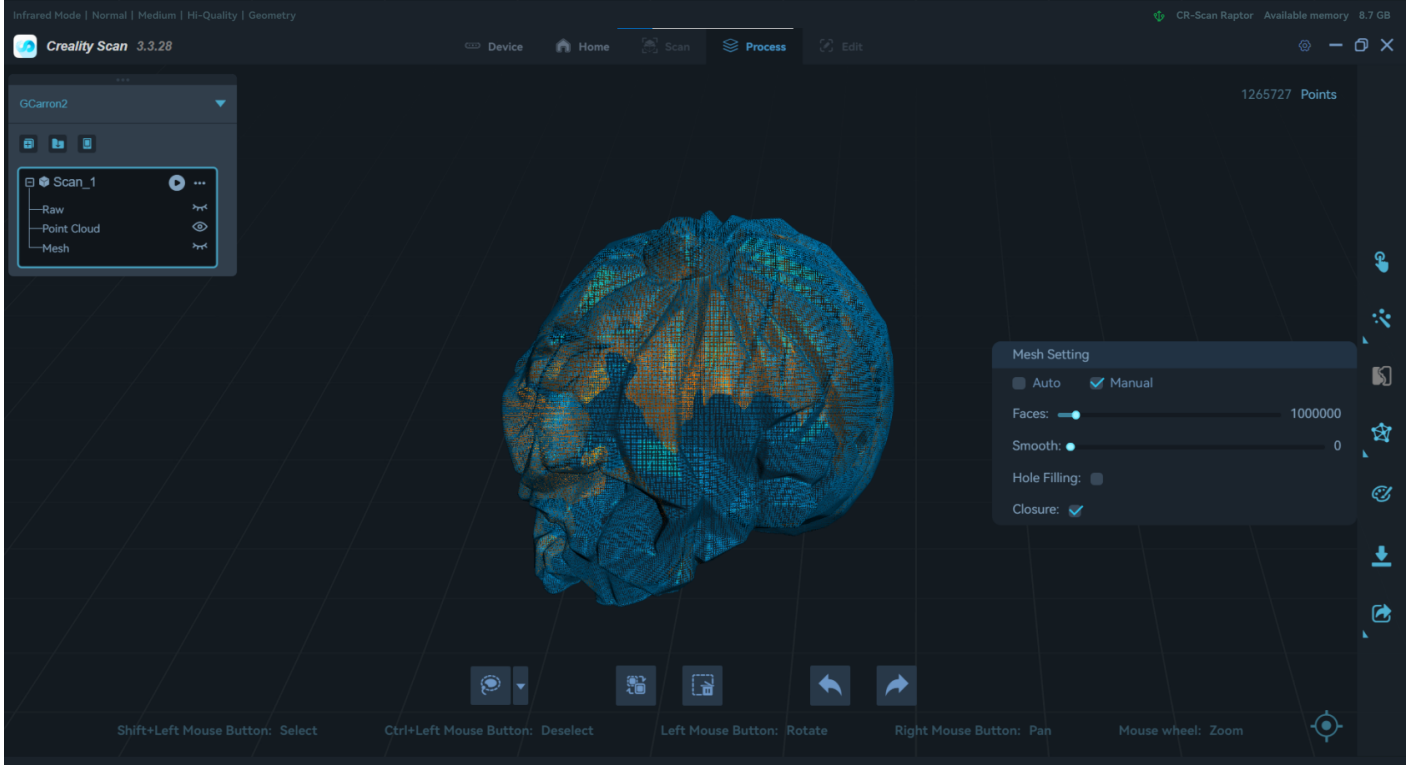 Infrared Mode | Normal | Medium | Hi-Quality | Geometry
CR-Scan Raptor Available memory 8.7 GB
Creality Scan 3.3.28
Device
Home
Scan
Process
Edit
GCarron2
1265727 Points
Scan_1
Raw
Point Cloud
Mesh
Mesh Setting
Auto
Manual
Faces: 1000000
Smooth: 0
Hole Filling:
Closure:
Shift+Left Mouse Button: Select
Ctrl+Left Mouse Button: Deselect
Left Mouse Button: Rotate
Right Mouse Button: Pan
Mouse wheel: Zoom